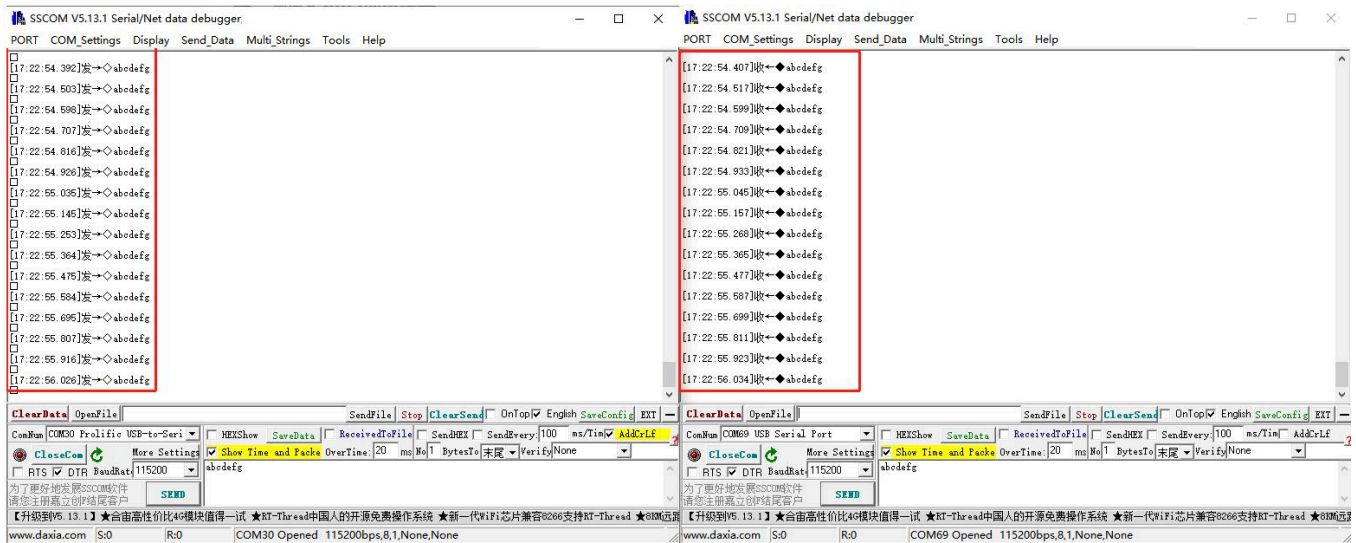 SSCOM V5.13.1 Serial/Net data debugger
PORT COM_Settings Display Send_Data Multi_Strings Tools Help
[17:22:54.392]发→◇abcdefg
[17:22:54.503]发→◇abcdefg
[17:22:54.598]发→◇abcdefg
[17:22:54.707]发→◇abcdefg
[17:22:54.816]发→◇abcdefg
[17:22:54.926]发→◇abcdefg
[17:22:55.035]发→◇abcdefg
[17:22:55.145]发→◇abcdefg
[17:22:55.253]发→◇abcdefg
[17:22:55.364]发→◇abcdefg
[17:22:55.475]发→◇abcdefg
[17:22:55.584]发→◇abcdefg
[17:22:55.695]发→◇abcdefg
[17:22:55.807]发→◇abcdefg
[17:22:55.916]发→◇abcdefg
[17:22:56.026]发→◇abcdefg
ClearData OpenFile SendFile Stop ClearSend OnTop English SaveConfig EXT —
ComNum COM30 Prolific USB-to-Seri HEXShow SaveData ReceivedToFile SendHEX SendEvery: 100 ms/Tim AddCrLf
CloseCom More Settings Show Time and Packe OverTime: 20 ms No 1 BytesTo 末尾 Verify None
RTS DTR BaudRat: 115200 abcdefg
为了更好地发展SSCOM软件
请您注册嘉立创F结尾客户 SEND
【升级到V5.13.1】★合宙高性价比4G模块值得一试 ★RT-Thread中国人的开源免费操作系统 ★新一代WiFi芯片兼容8266支持RT-Thread ★8KM远
www.daxia.com S:0 R:0 COM30 Opened 115200bps,8,1,None,None
SSCOM V5.13.1 Serial/Net data debugger
PORT COM_Settings Display Send_Data Multi_Strings Tools Help
[17:22:54.407]收←◆abcdefg
[17:22:54.517]收←◆abcdefg
[17:22:54.599]收←◆abcdefg
[17:22:54.709]收←◆abcdefg
[17:22:54.821]收←◆abcdefg
[17:22:54.933]收←◆abcdefg
[17:22:55.045]收←◆abcdefg
[17:22:55.157]收←◆abcdefg
[17:22:55.268]收←◆abcdefg
[17:22:55.365]收←◆abcdefg
[17:22:55.477]收←◆abcdefg
[17:22:55.587]收←◆abcdefg
[17:22:55.699]收←◆abcdefg
[17:22:55.811]收←◆abcdefg
[17:22:55.923]收←◆abcdefg
[17:22:56.034]收←◆abcdefg
ClearData OpenFile SendFile Stop ClearSend OnTop English SaveConfig EXT —
ComNum COM69 USB Serial Port HEXShow SaveData ReceivedToFile SendHEX SendEvery: 100 ms/Tim AddCrLf
CloseCom More Settings Show Time and Packe OverTime: 20 ms No 1 BytesTo 末尾 Verify None
RTS DTR BaudRat: 115200 abcdefg
为了更好地发展SSCOM软件
请您注册嘉立创F结尾客户 SEND
【升级到V5.13.1】★合宙高性价比4G模块值得一试 ★RT-Thread中国人的开源免费操作系统 ★新一代WiFi芯片兼容8266支持RT-Thread ★8KM远
www.daxia.com S:0 R:0 COM69 Opened 115200bps,8,1,None,None